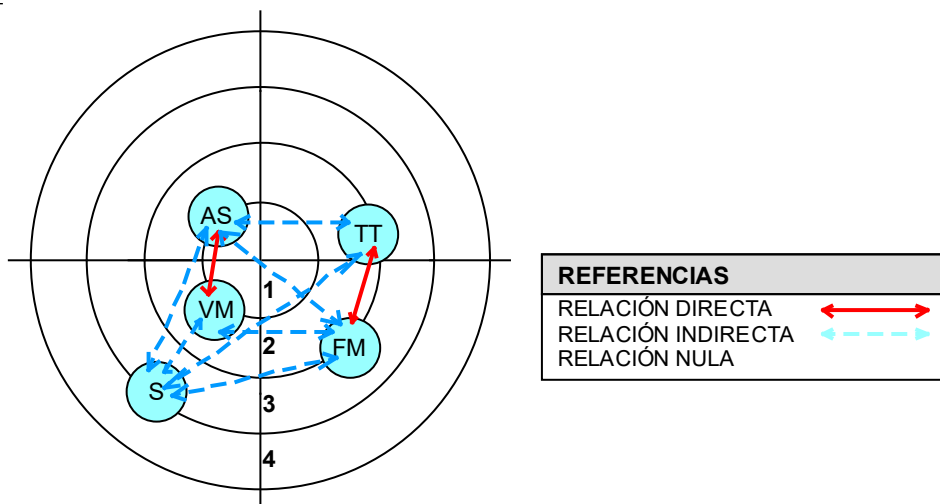 AS
TT
1
VM
2
FM
S
3
4
REFERENCIAS
RELACIÓN DIRECTA
RELACIÓN INDIRECTA
RELACIÓN NULA